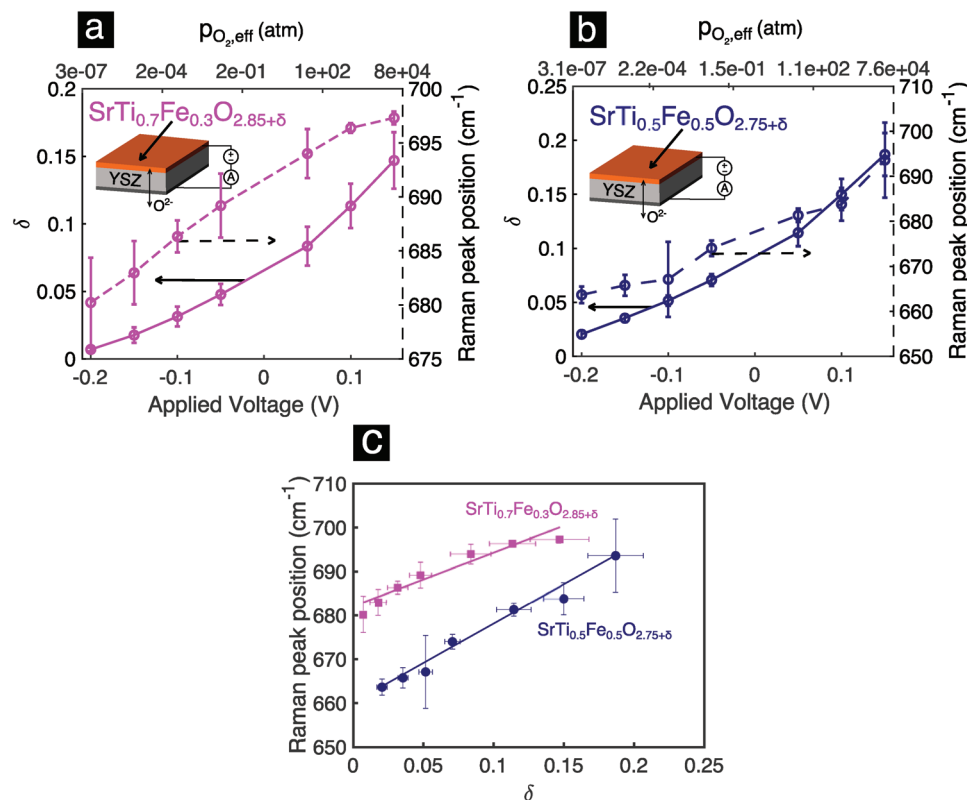 a
pO₂,eff (atm)
3e-07 2e-04 2e-01 1e+02 8e+04
SrTi₀.₇Fe₀.₃O₂.₈₅₊δ
YSZ
O²⁻
±
A
0 0.05 0.1 0.15 0.2
δ
675 680 685 690 695 700
Raman peak position (cm⁻¹)
-0.2 -0.1 0 0.1
Applied Voltage (V)
b
pO₂,eff (atm)
3.1e-07 2.2e-04 1.5e-01 1.1e+02 7.6e+04
SrTi₀.₅Fe₀.₅O₂.₇₅₊δ
YSZ
O²⁻
±
A
0 0.05 0.1 0.15 0.2 0.25
δ
650 660 670 680 690 700 710
Raman peak position (cm⁻¹)
-0.2 -0.1 0 0.1
Applied Voltage (V)
c
710
700
690
680
670
660
650
Raman peak position (cm⁻¹)
SrTi₀.₇Fe₀.₃O₂.₈₅₊δ
SrTi₀.₅Fe₀.₅O₂.₇₅₊δ
0 0.05 0.1 0.15 0.2 0.25
δ